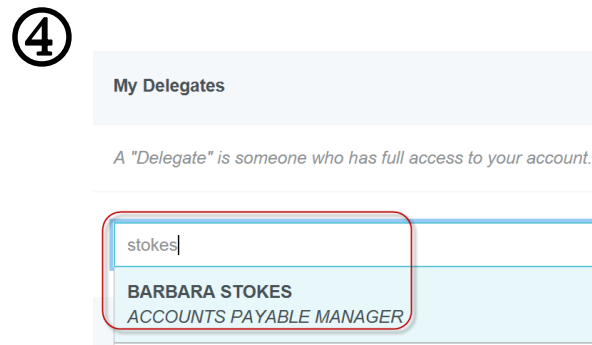 ④
My Delegates
A "Delegate" is someone who has full access to your account.
stokes
BARBARA STOKES
ACCOUNTS PAYABLE MANAGER